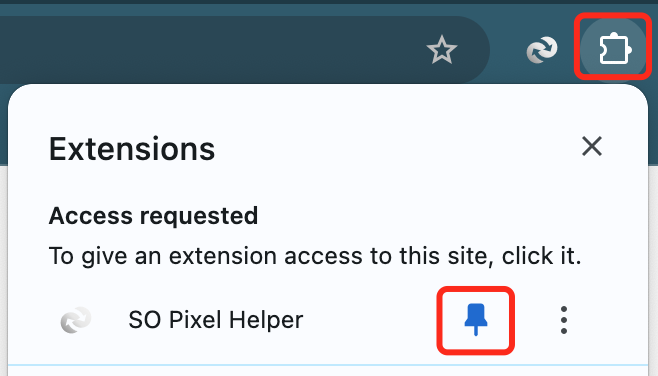 Extensions
Access requested
To give an extension access to this site, click it.
SO Pixel Helper